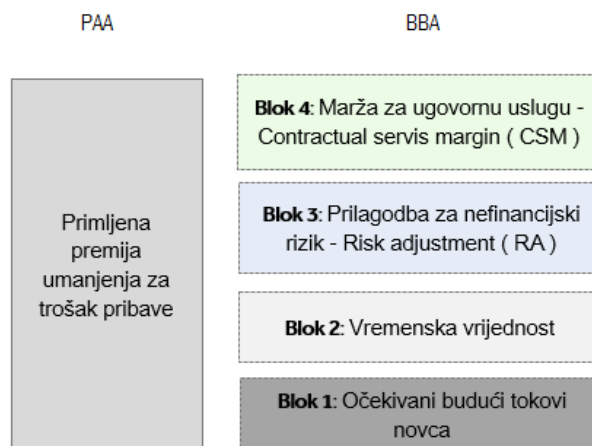 PAA
BBA
Primljena
premija
umanjenja za
trošak pribave
Blok 4: Marža za ugovornu uslugu -
Contractual servis margin ( CSM )
Blok 3: Prilagodba za nefinancijski
rizik - Risk adjustment ( RA )
Blok 2: Vremenska vrijednost
Blok 1: Očekivani budući tokovi
novca